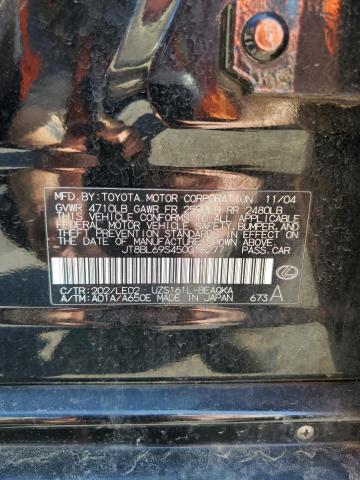 MFD. BY: TOYOTA MOTOR CORPORATION 11/04
GVWR 4710LB GAWR FR RR 2480LB
THIS VEHICLE CONFORMS TO ALL APPLICABLE
FEDERAL MOTOR VEHICLE SAFETY, BUMPER, AND
THEFT PREVENTION STANDARDS IN EFFECT ON
THE DATE OF MANUFACTURE SHOWN ABOVE.
PASS.CAR
C/TR: 202/LE02 UZS161L-BEAQKA
A/TM: A01A/A650E MADE IN JAPAN 673 A